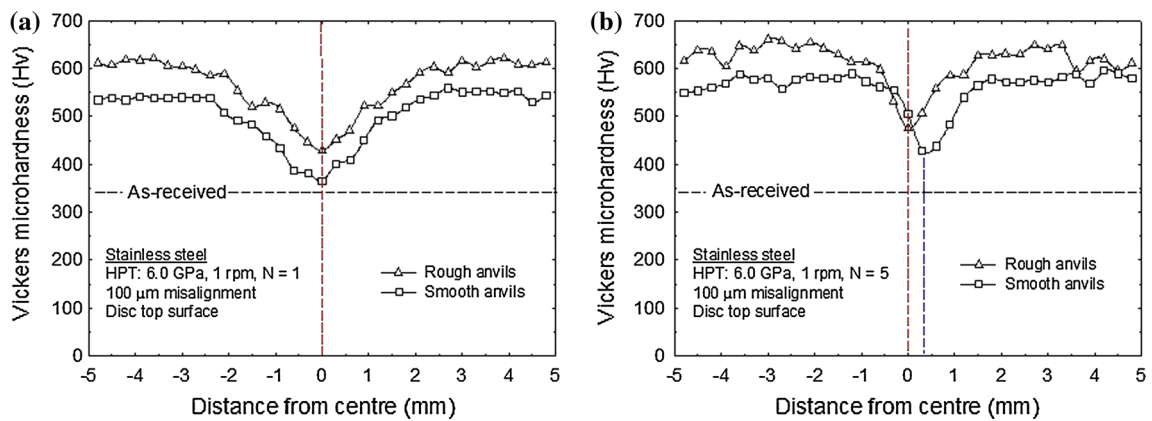 (a)
700
600
500
400
300
200
100
0
Vickers microhardness (Hv)
As-received
Stainless steel
HPT: 6.0 GPa, 1 rpm, N = 1
100 µm misalignment
Disc top surface
Rough anvils
Smooth anvils
-5 -4 -3 -2 -1 0 1 2 3 4 5
Distance from centre (mm)
(b)
700
600
500
400
300
200
100
0
Vickers microhardness (Hv)
As-received
Stainless steel
HPT: 6.0 GPa, 1 rpm, N = 5
100 µm misalignment
Disc top surface
Rough anvils
Smooth anvils
-5 -4 -3 -2 -1 0 1 2 3 4 5
Distance from centre (mm)